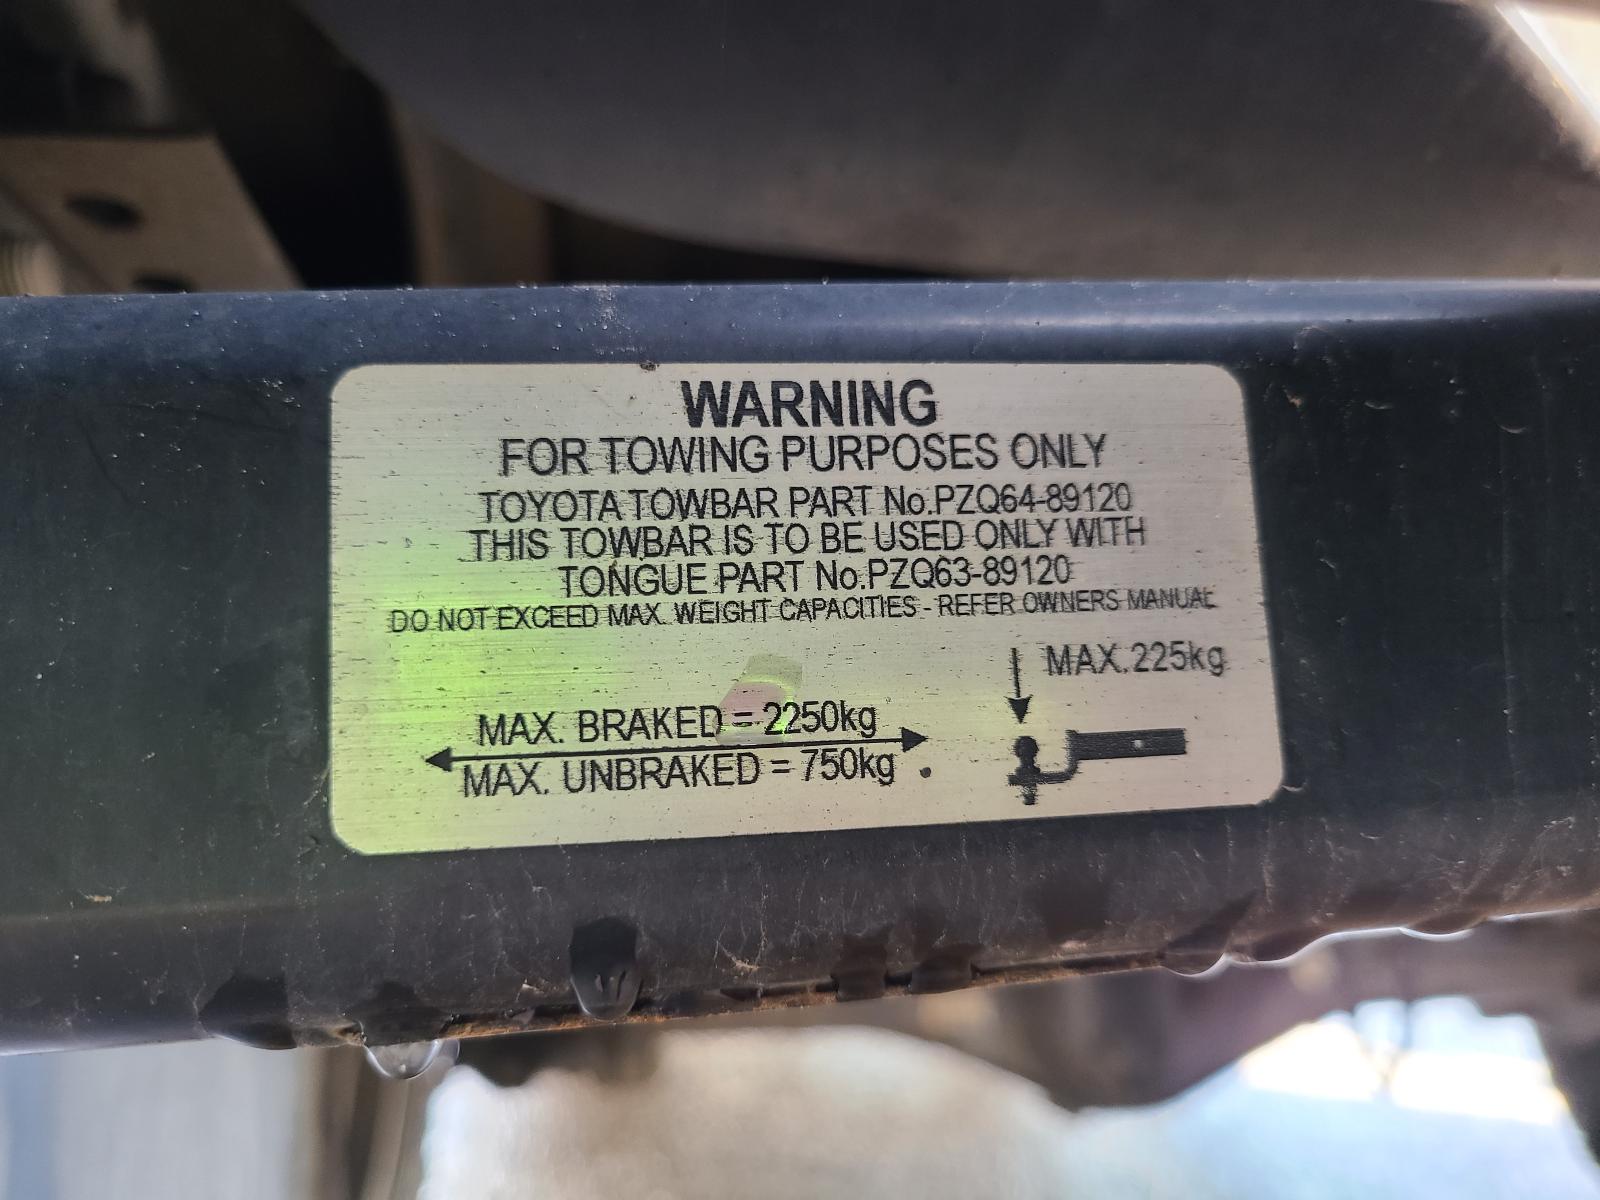 WARNING
FOR TOWING PURPOSES ONLY
TOYOTA TOWBAR PART No.PZQ64-89120
THIS TOWBAR IS TO BE USED ONLY WITH
TONGUE PART No.PZQ63-89120
DO NOT EXCEED MAX. WEIGHT CAPACITIES - REFER OWNERS MANUAL
MAX.225kg
MAX. BRAKED = 2250kg
MAX. UNBRAKED = 750kg